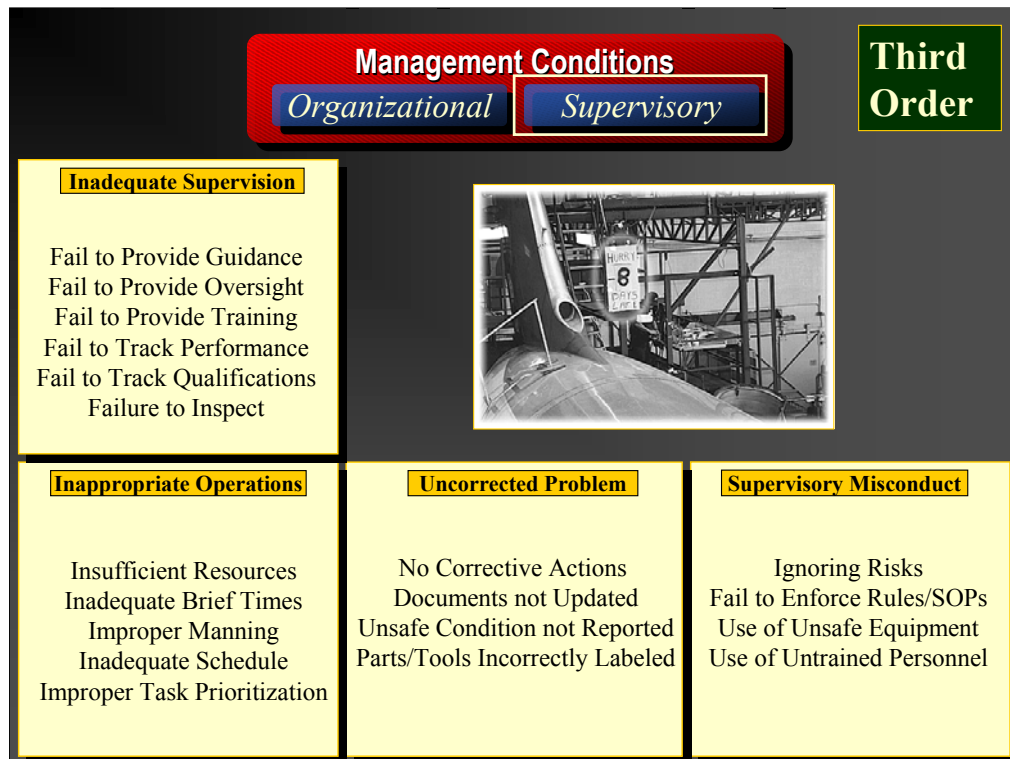 Management Conditions
Organizational
Supervisory
Third
Order
Inadequate Supervision
Fail to Provide Guidance
Fail to Provide Oversight
Fail to Provide Training
Fail to Track Performance
Fail to Track Qualifications
Failure to Inspect
HURRY
8
DAYS
LATE
Inappropriate Operations
Insufficient Resources
Inadequate Brief Times
Improper Manning
Inadequate Schedule
Improper Task Prioritization
Uncorrected Problem
No Corrective Actions
Documents not Updated
Unsafe Condition not Reported
Parts/Tools Incorrectly Labeled
Supervisory Misconduct
Ignoring Risks
Fail to Enforce Rules/SOPs
Use of Unsafe Equipment
Use of Untrained Personnel